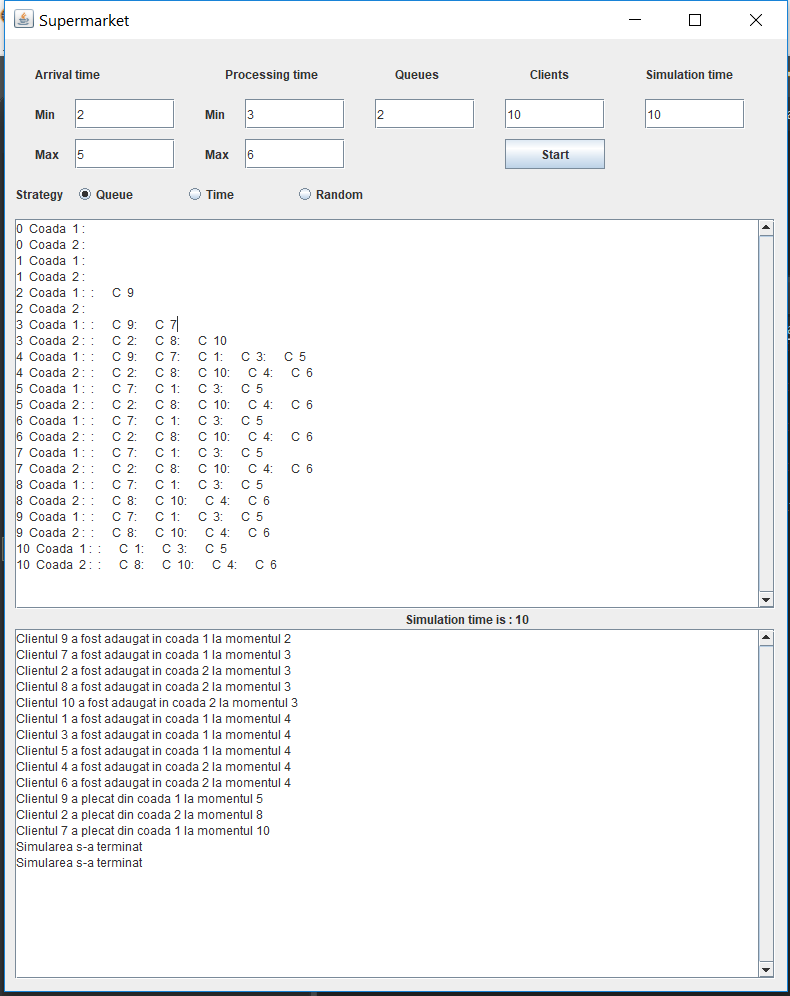 Supermarket
Arrival time Processing time Queues Clients Simulation time
Min 2 Min 3 2 10 10
Max 5 Max 6 Start
Strategy Queue Time Random
0 Coada 1:
0 Coada 2:
1 Coada 1:
1 Coada 2:
2 Coada 1: : C 9
2 Coada 2:
3 Coada 1: : C 9: C 7
3 Coada 2: : C 2: C 8: C 10
4 Coada 1: : C 9: C 7: C 1: C 3: C 5
4 Coada 2: : C 2: C 8: C 10: C 4: C 6
5 Coada 1: : C 7: C 1: C 3: C 5
5 Coada 2: : C 2: C 8: C 10: C 4: C 6
6 Coada 1: : C 7: C 1: C 3: C 5
6 Coada 2: : C 2: C 8: C 10: C 4: C 6
7 Coada 1: : C 7: C 1: C 3: C 5
7 Coada 2: : C 2: C 8: C 10: C 4: C 6
8 Coada 1: : C 7: C 1: C 3: C 5
8 Coada 2: : C 8: C 10: C 4: C 6
9 Coada 1: : C 7: C 1: C 3: C 5
9 Coada 2: : C 8: C 10: C 4: C 6
10 Coada 1: : C 1: C 3: C 5
10 Coada 2: : C 8: C 10: C 4: C 6
Simulation time is : 10
Clientul 9 a fost adaugat in coada 1 la momentul 2
Clientul 7 a fost adaugat in coada 1 la momentul 3
Clientul 2 a fost adaugat in coada 2 la momentul 3
Clientul 8 a fost adaugat in coada 2 la momentul 3
Clientul 10 a fost adaugat in coada 2 la momentul 3
Clientul 1 a fost adaugat in coada 1 la momentul 4
Clientul 3 a fost adaugat in coada 1 la momentul 4
Clientul 5 a fost adaugat in coada 1 la momentul 4
Clientul 4 a fost adaugat in coada 2 la momentul 4
Clientul 6 a fost adaugat in coada 2 la momentul 4
Clientul 9 a plecat din coada 1 la momentul 5
Clientul 2 a plecat din coada 2 la momentul 8
Clientul 7 a plecat din coada 1 la momentul 10
Simularea s-a terminat
Simularea s-a terminat